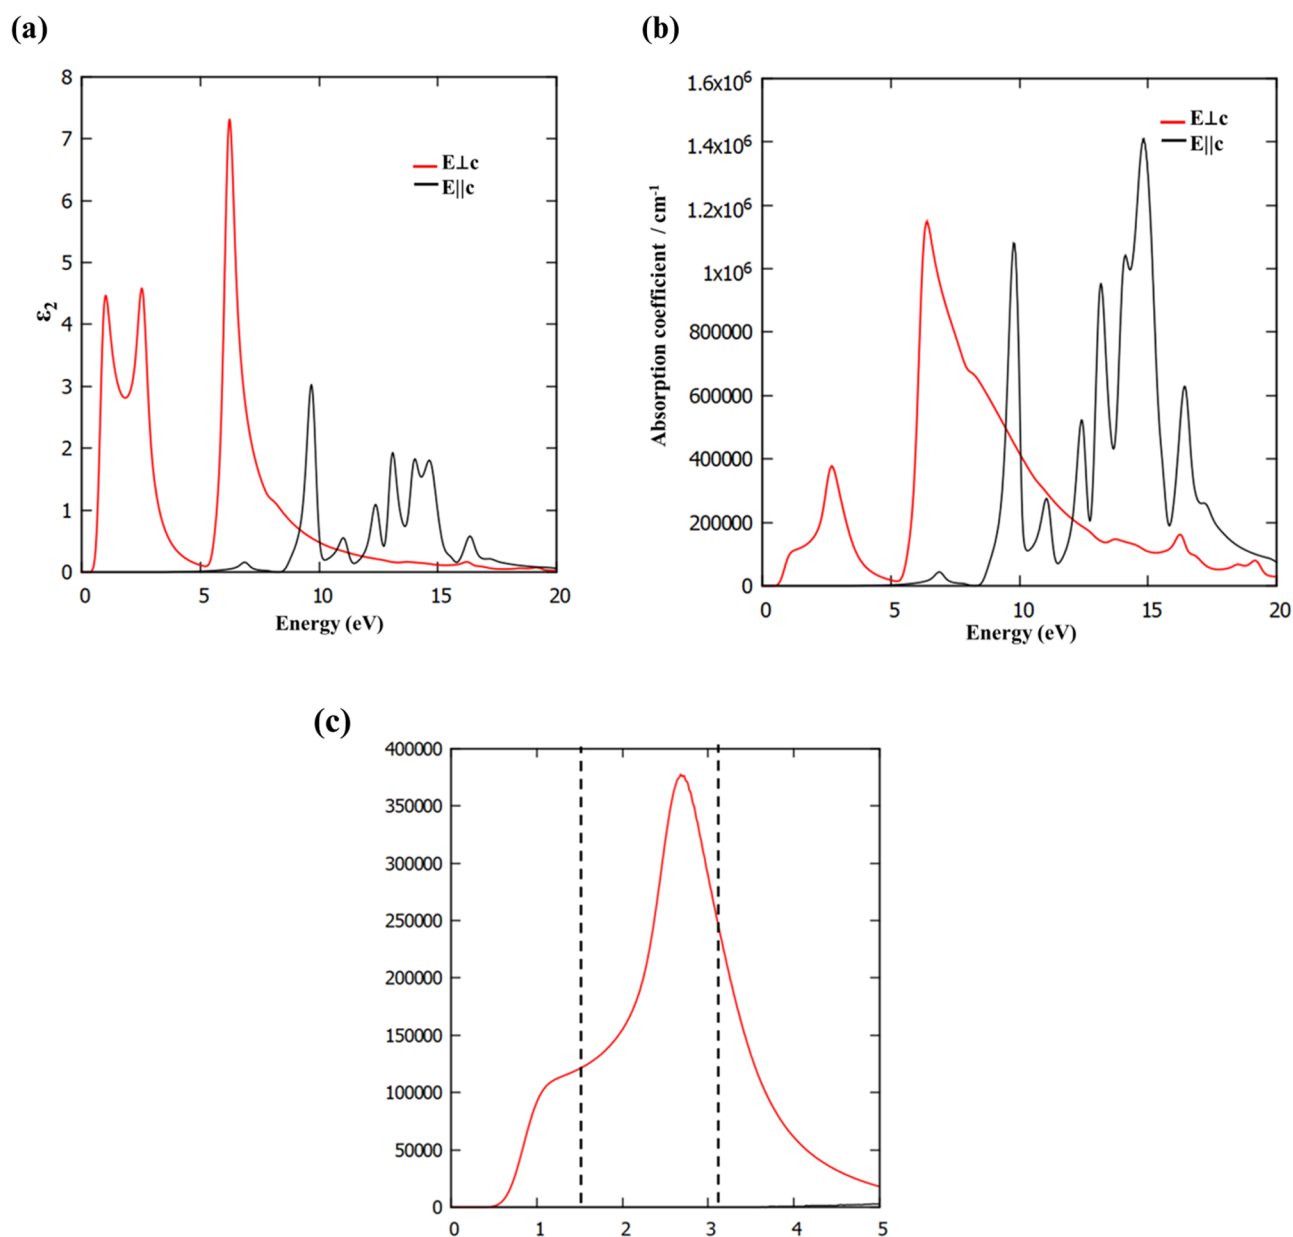 (a)
8
7
6
5
4
3
2
1
0
ε2
E⊥c
E||c
0 5 10 15 20
Energy (eV)
(b)
1.6x10⁶
1.4x10⁶
1.2x10⁶
1x10⁶
800000
600000
400000
200000
0
Absorption coefficient / cm⁻¹
E⊥c
E||c
0 5 10 15 20
Energy (eV)
(c)
400000
350000
300000
250000
200000
150000
100000
50000
0
0 1 2 3 4 5